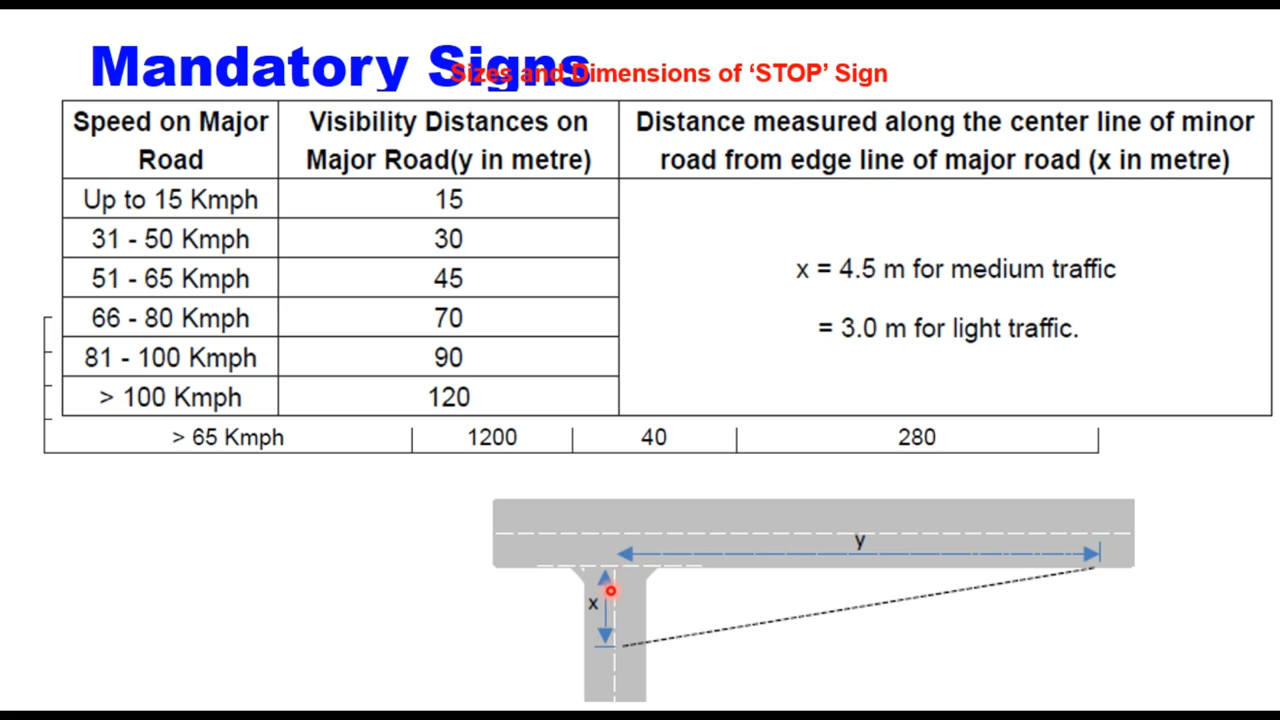 Mandatory Signs
Sizes and Dimensions of ‘STOP’ Sign
Speed on Major Road
Visibility Distances on Major Road(y in metre)
Distance measured along the center line of minor road from edge line of major road (x in metre)
Up to 15 Kmph 15
31 - 50 Kmph 30
51 - 65 Kmph 45
66 - 80 Kmph 70
81 - 100 Kmph 90
> 100 Kmph 120
x = 4.5 m for medium traffic
= 3.0 m for light traffic.
> 65 Kmph 1200 40 280
y
x